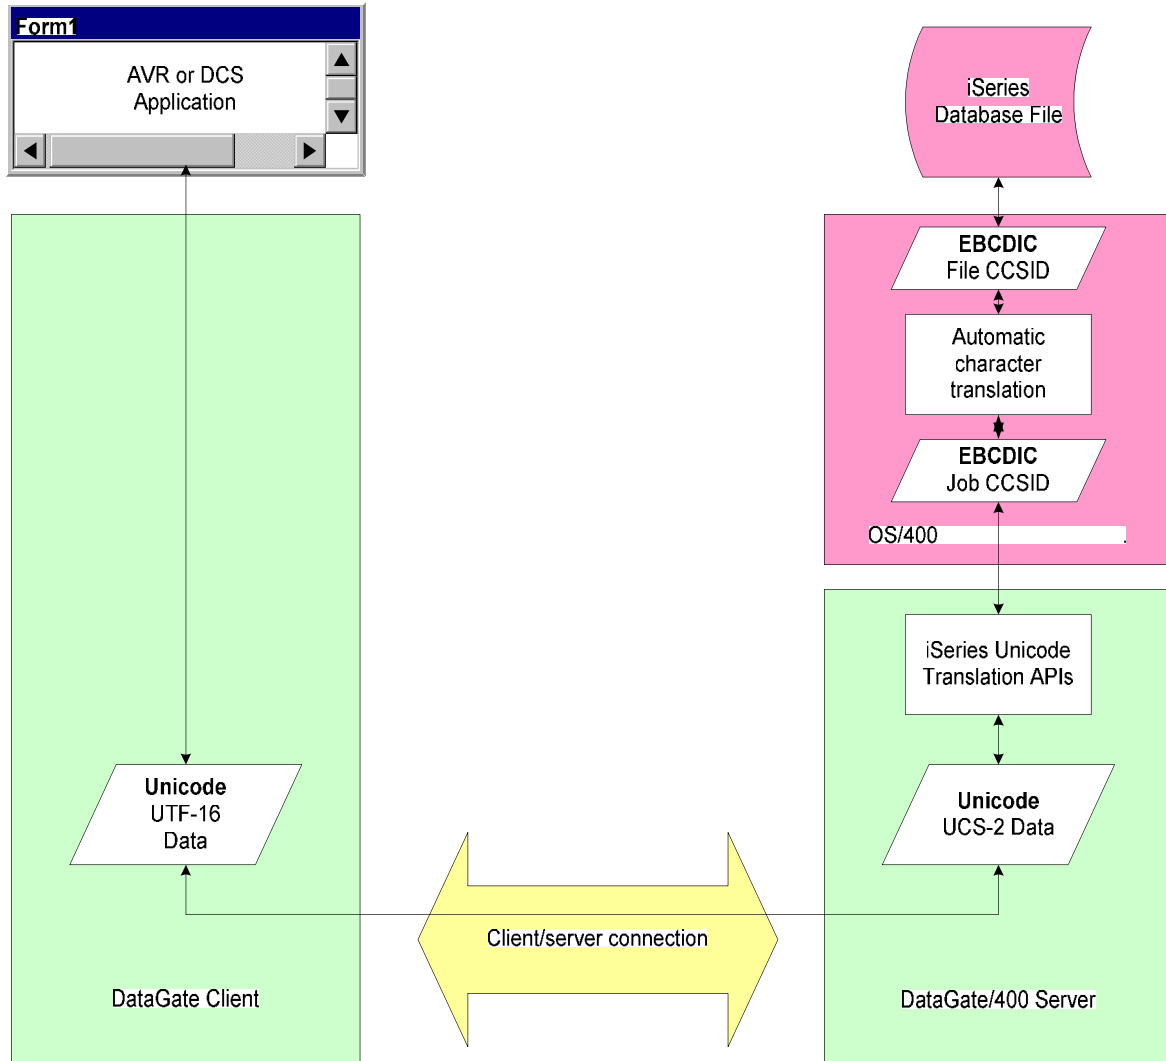 Form1
AVR or DCS
Application
iSeries
Database File
EBCDIC
File CCSID
Automatic
character
translation
EBCDIC
Job CCSID
OS/400 .
iSeries Unicode
Translation APIs
Unicode
UTF-16
Data
Unicode
UCS-2 Data
Client/server connection
DataGate Client
DataGate/400 Server